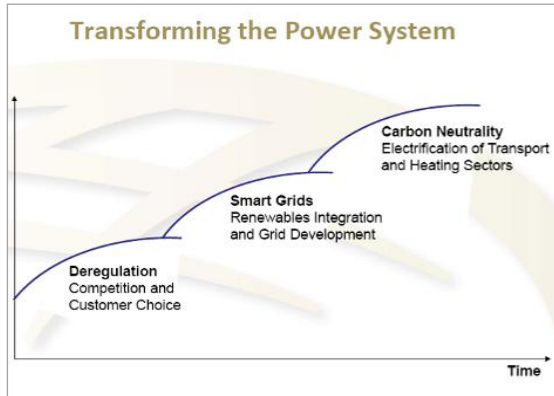 Transforming the Power System
Carbon Neutrality
Electrification of Transport
and Heating Sectors
Smart Grids
Renewables Integration
and Grid Development
Deregulation
Competition and
Customer Choice
Time